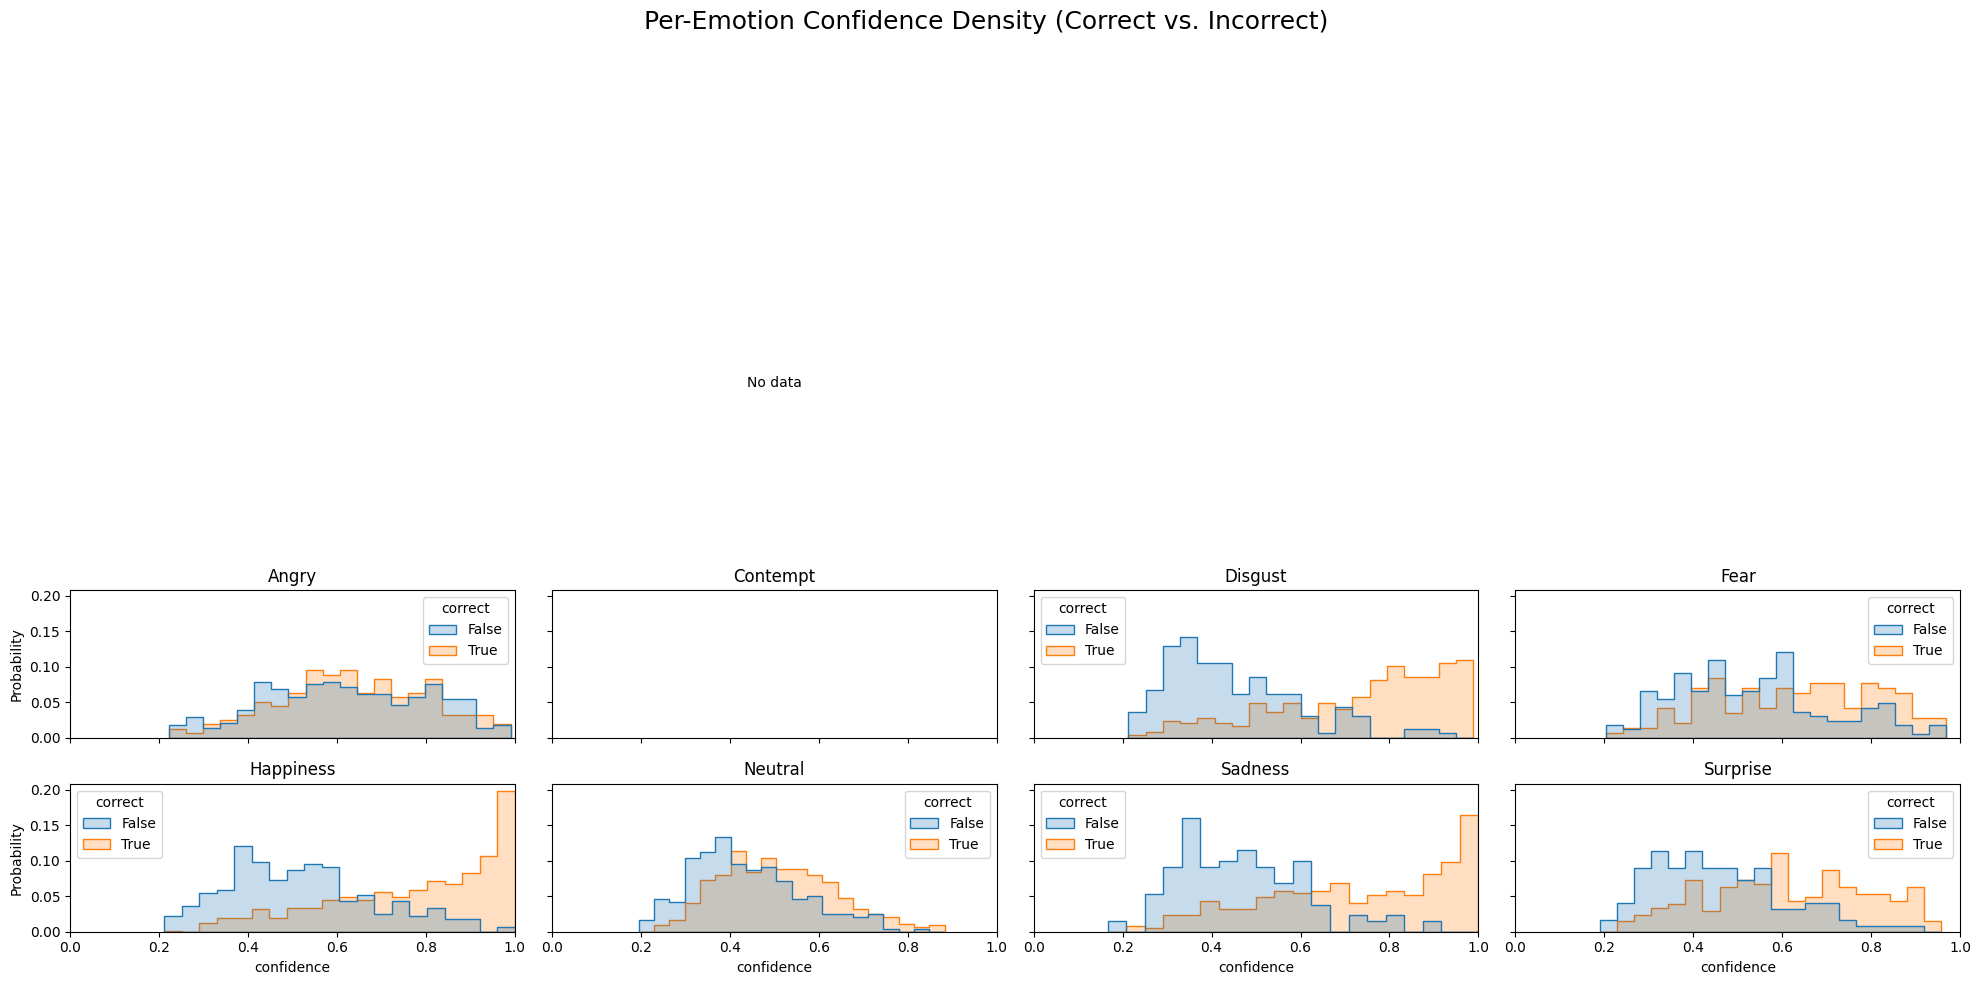 Per-Emotion Confidence Density (Correct vs. Incorrect)
No data
Angry
Contempt
Disgust
Fear
0.20
0.15
0.10
0.05
0.00
Probability
correct
False
True
correct
False
True
correct
False
True
Happiness
Neutral
Sadness
Surprise
0.20
0.15
0.10
0.05
0.00
Probability
correct
False
True
correct
False
True
correct
False
True
correct
False
True
0.0 0.2 0.4 0.6 0.8 1.0
0.0 0.2 0.4 0.6 0.8 1.0
0.0 0.2 0.4 0.6 0.8 1.0
0.0 0.2 0.4 0.6 0.8 1.0
confidence
confidence
confidence
confidence